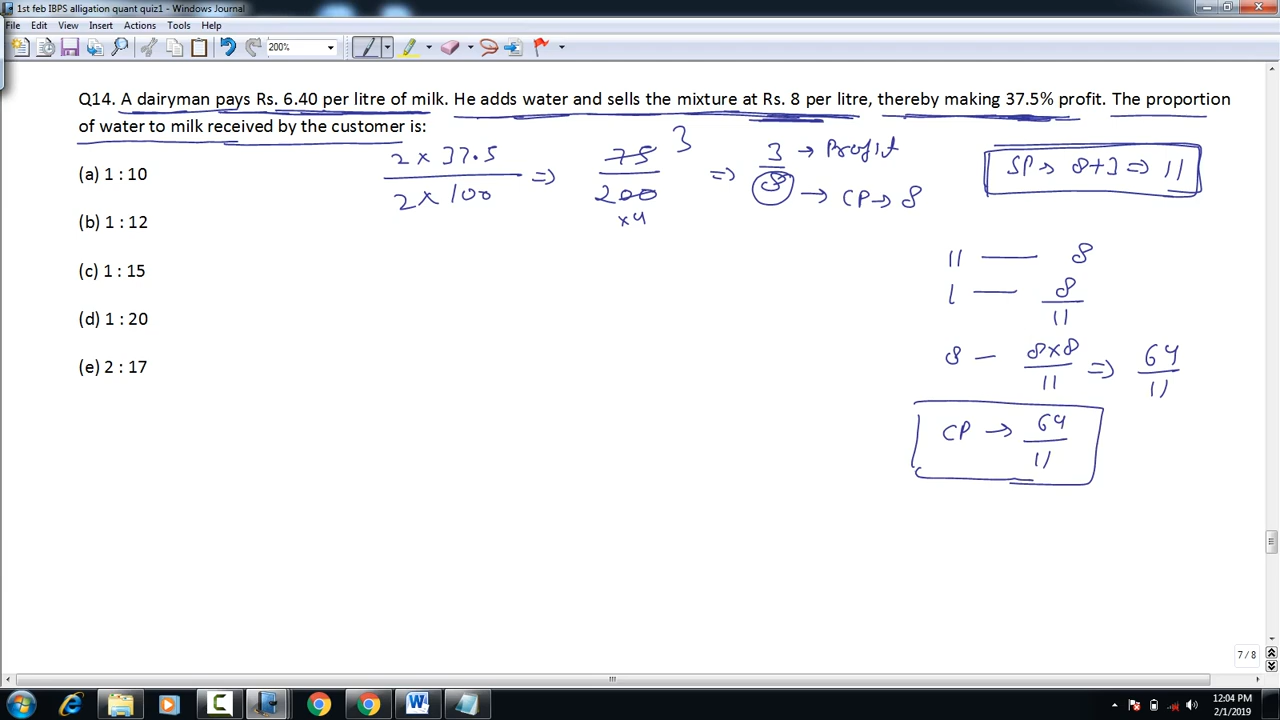 1st feb IBPS alligation quant quiz1 - Windows Journal
File Edit View Insert Actions Tools Help
200%
Q14. A dairyman pays Rs. 6.40 per litre of milk. He adds water and sells the mixture at Rs. 8 per litre, thereby making 37.5% profit. The proportion
of water to milk received by the customer is:
(a) 1 : 10
(b) 1 : 12
(c) 1 : 15
(d) 1 : 20
(e) 2 : 17
2 × 37.5
2 × 100
=>
75 3
200
×4
=>
3 → Profit
8 → CP → 8
SP → 8+3 => 11
11 — 8
1 — 8
11
8 — 8×8 => 64
11 11
CP → 64
11
7 / 8
12:04 PM
2/1/2019